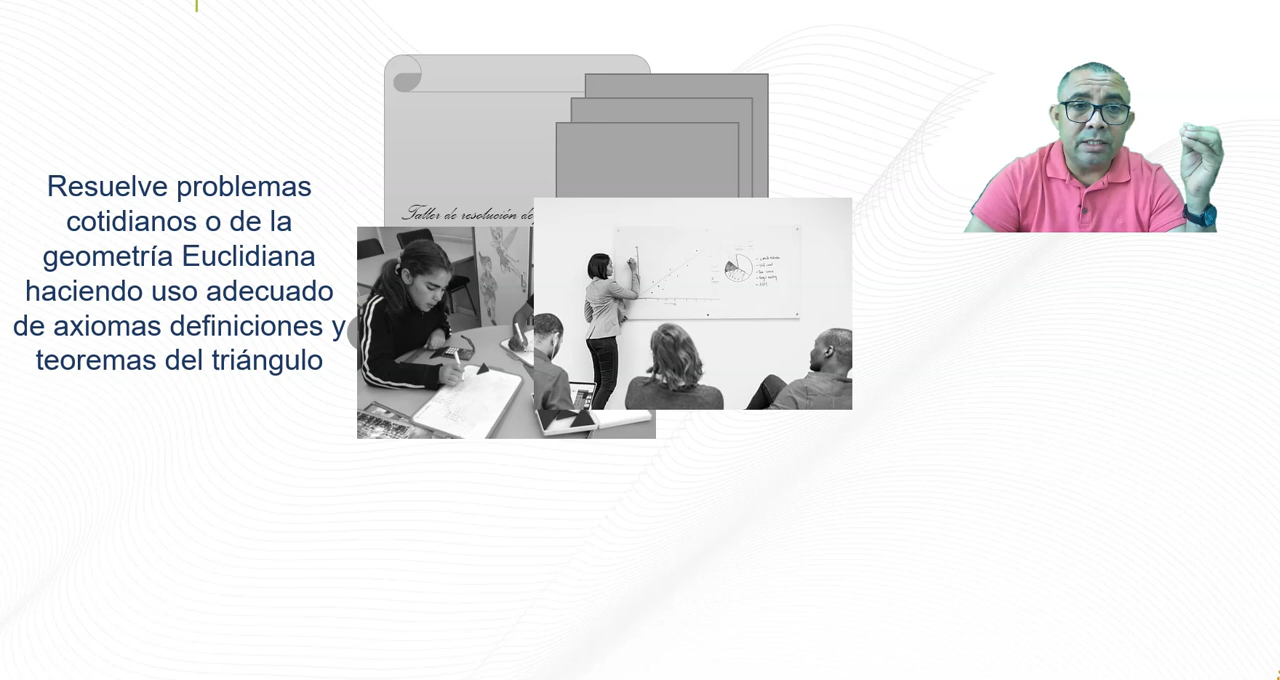 Resuelve problemas
cotidianos o de la
geometría Euclidiana
haciendo uso adecuado
de axiomas definiciones y
teoremas del triángulo
Taller de resolución de